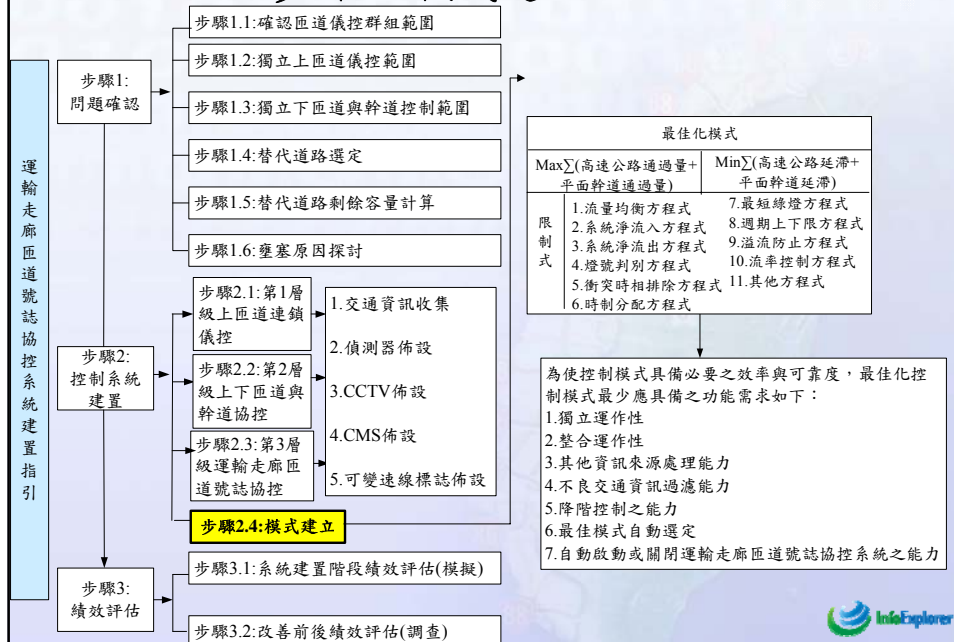 運輸走廊匝道號誌協控系統建置指引
步驟1:
問題確認
步驟1.1:確認匝道儀控群組範圍
步驟1.2:獨立上匝道儀控範圍
步驟1.3:獨立下匝道與幹道控制範圍
步驟1.4:替代道路選定
步驟1.5:替代道路剩餘容量計算
步驟1.6:壅塞原因探討
步驟2:
控制系統
建置
步驟2.1:第1層
級上匝道連鎖
儀控
步驟2.2:第2層
級上下匝道與
幹道協控
步驟2.3:第3層
級運輸走廊匝
道號誌協控
步驟2.4:模式建立
1.交通資訊收集
2.偵測器佈設
3.CCTV佈設
4.CMS佈設
5.可變速線標誌佈設
步驟3:
績效評估
步驟3.1:系統建置階段績效評估(模擬)
步驟3.2:改善前後績效評估(調查)
最佳化模式
Max∑(高速公路通過量+
平面幹道通過量)
Min∑(高速公路延滯+
平面幹道延滯)
限制式
1.流量均衡方程式
2.系統淨流入方程式
3.系統淨流出方程式
4.燈號判別方程式
5.衝突時相排除方程式
6.時制分配方程式
7.最短綠燈方程式
8.週期上下限方程式
9.溢流防止方程式
10.流率控制方程式
11.其他方程式
為使控制模式具備必要之效率與可靠度，最佳化控
制模式最少應具備之功能需求如下：
1.獨立運作性
2.整合運作性
3.其他資訊來源處理能力
4.不良交通資訊過濾能力
5.降階控制之能力
6.最佳模式自動選定
7.自動啟動或關閉運輸走廊匝道號誌協控系統之能力
InfoExplorer